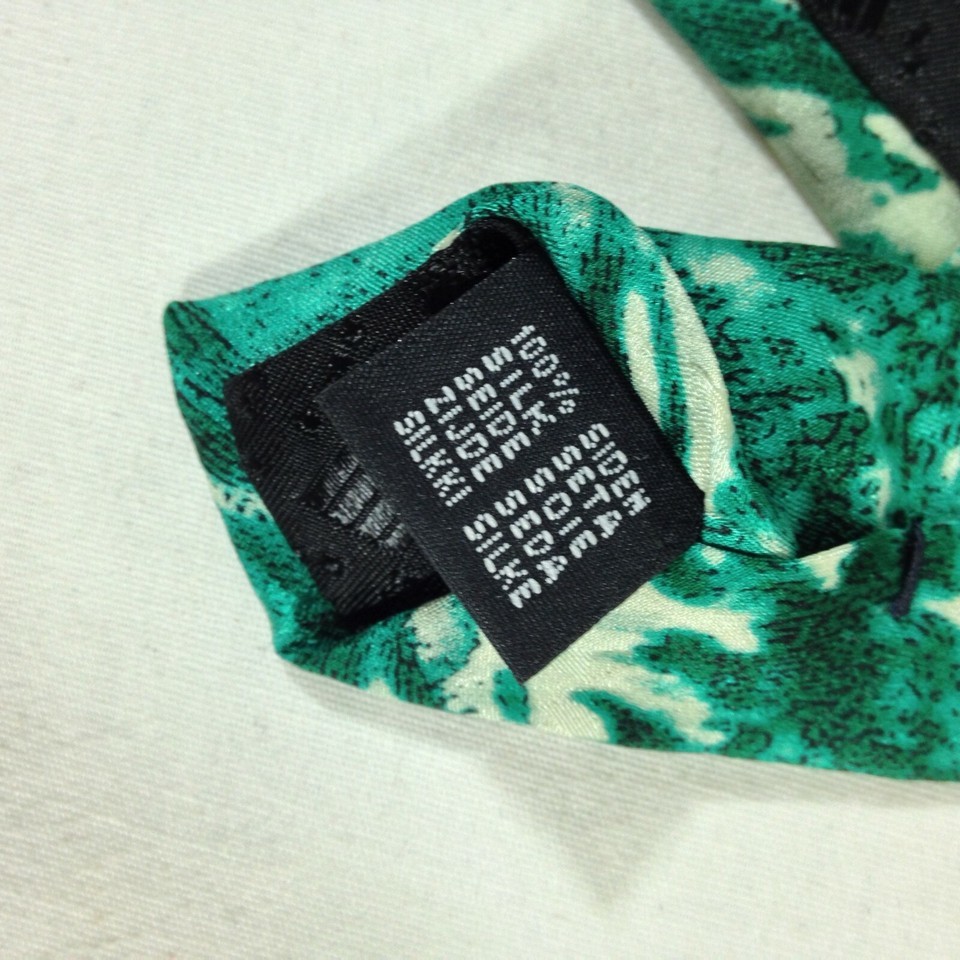 100% SIDEN
SILK SETA
SEIDE SOIE
ZIJDE SEDA
SILKKI SILKE